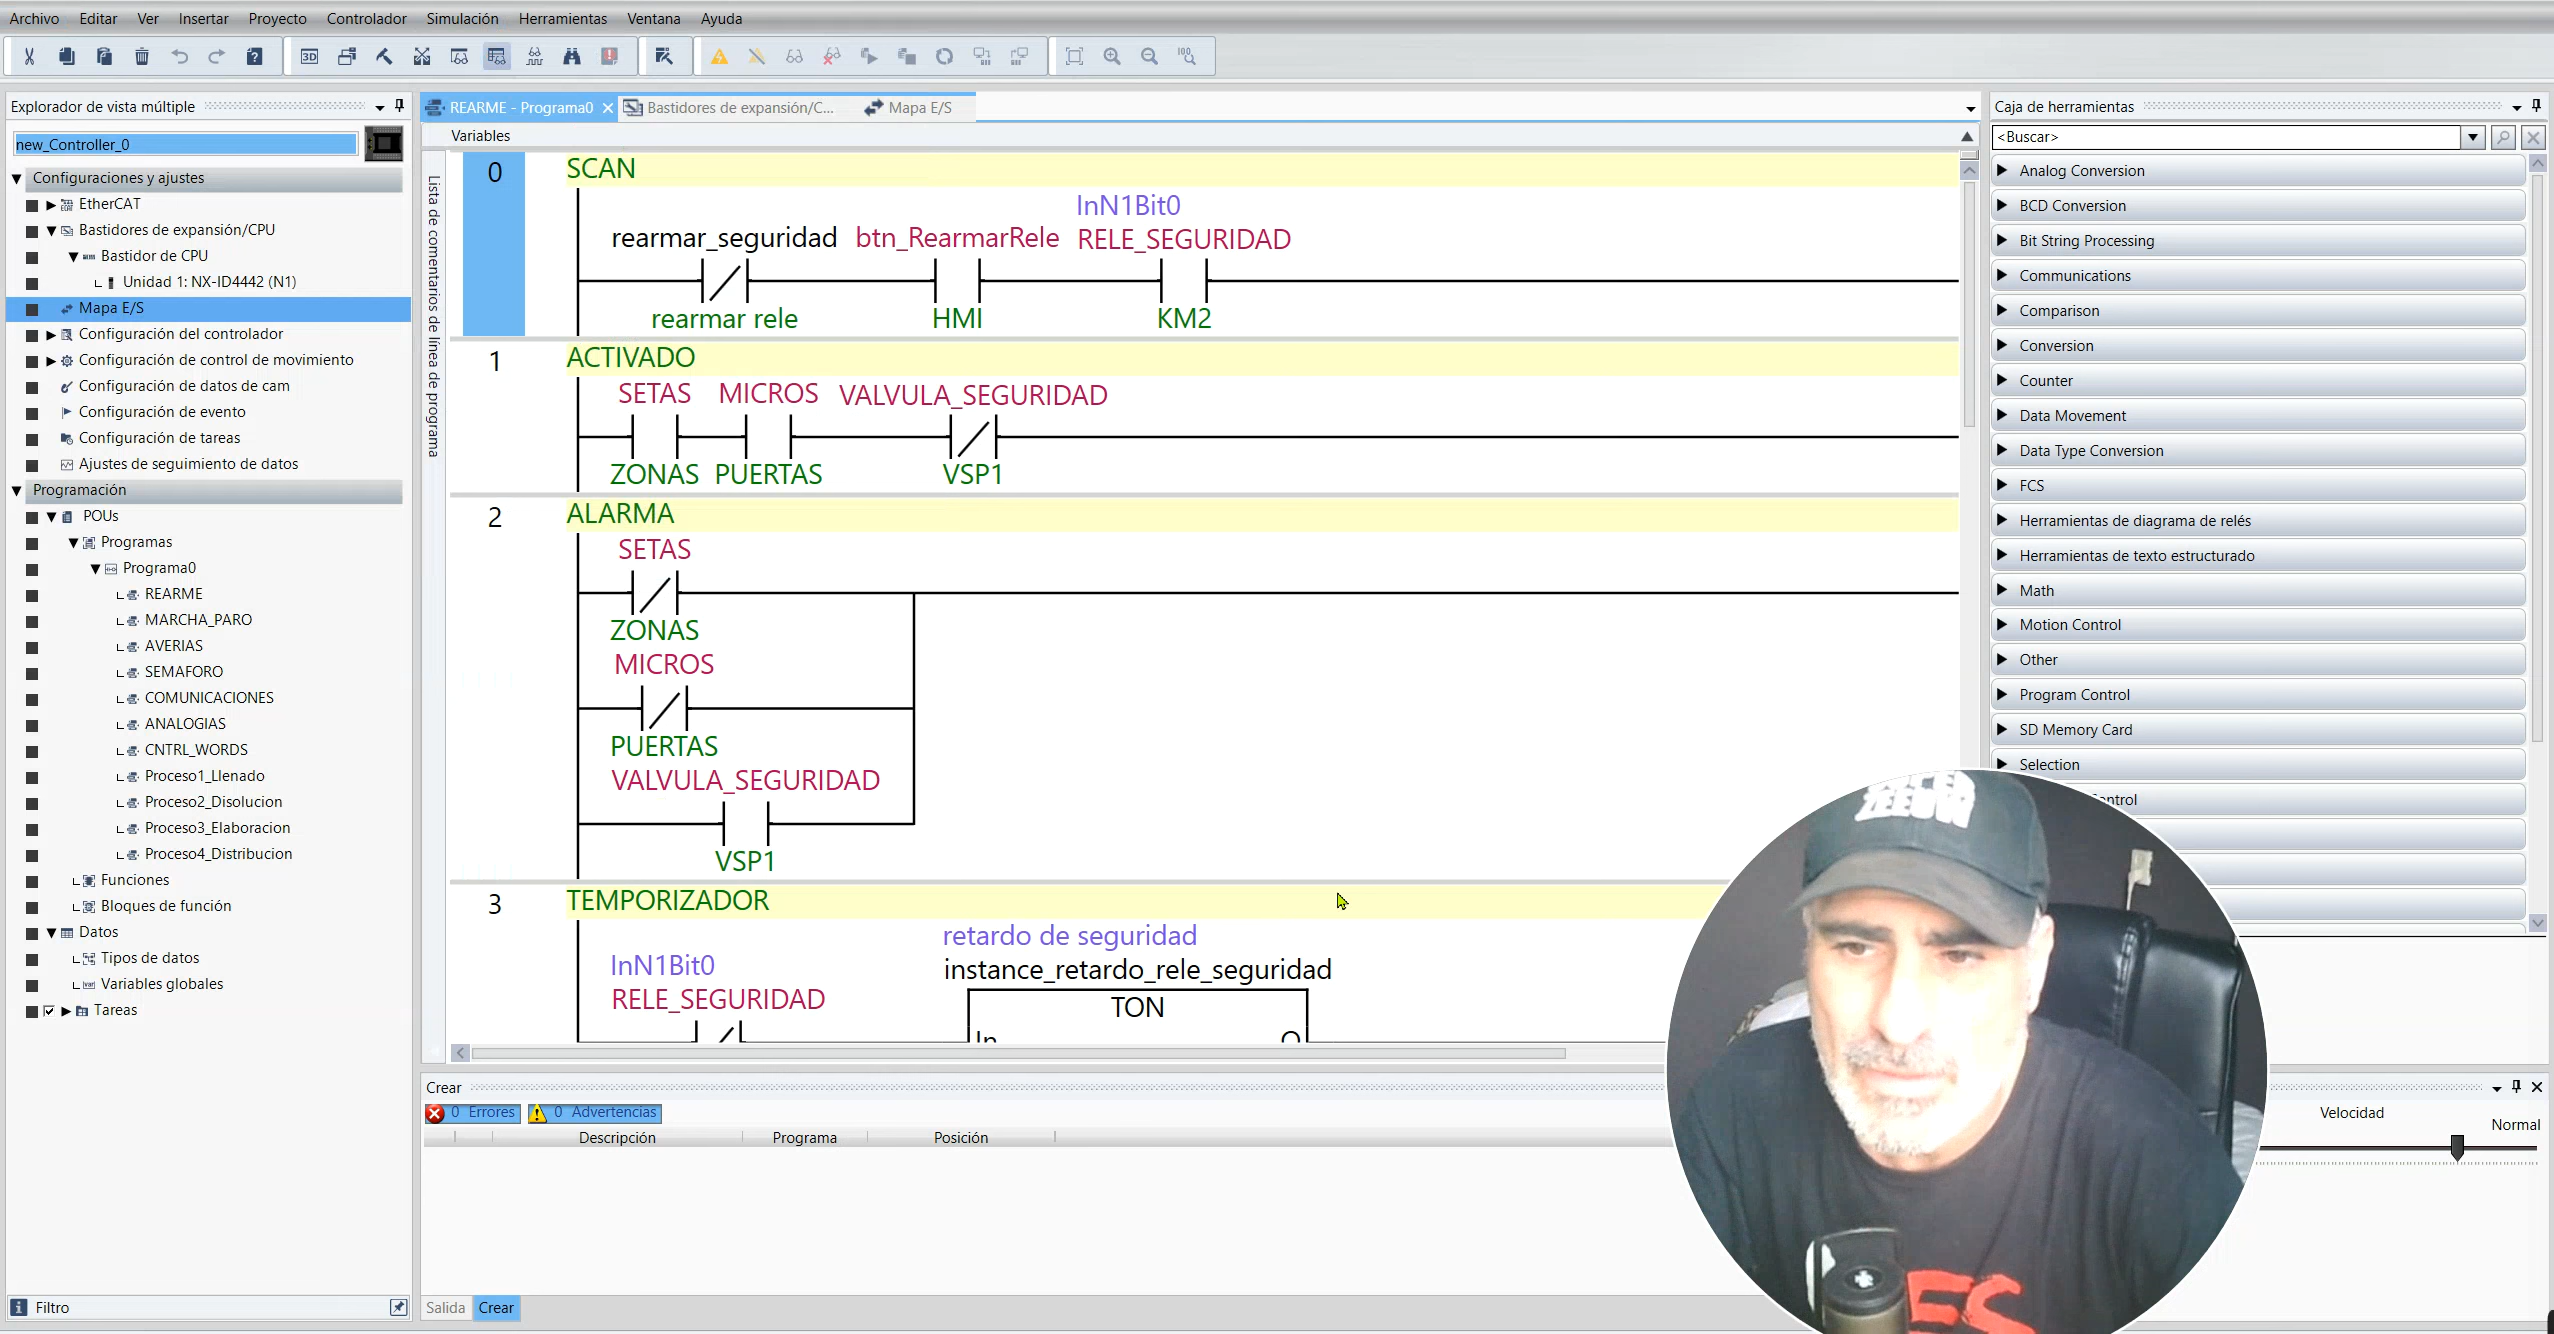 Archivo Editar Ver Insertar Proyecto Controlador Simulación Herramientas Ventana Ayuda
Explorador de vista múltiple
new_Controller_0
Configuraciones y ajustes
EtherCAT
Bastidores de expansión/CPU
Bastidor de CPU
Unidad 1: NX-ID4442 (N1)
Mapa E/S
Configuración del controlador
Configuración de control de movimiento
Configuración de datos de cam
Configuración de evento
Configuración de tareas
Ajustes de seguimiento de datos
Programación
POUs
Programas
Programa0
REARME
MARCHA_PARO
AVERIAS
SEMAFORO
COMUNICACIONES
ANALOGIAS
CNTRL_WORDS
Proceso1_Llenado
Proceso2_Disolucion
Proceso3_Elaboracion
Proceso4_Distribucion
Funciones
Bloques de función
Datos
Tipos de datos
Variables globales
Tareas
Filtro
REARME - Programa0 Bastidores de expansión/C... Mapa E/S
Variables
Lista de comentarios de línea de programa
0 SCAN
InN1Bit0
rearmar_seguridad btn_RearmarRele RELE_SEGURIDAD
rearmar rele HMI KM2
1 ACTIVADO
SETAS MICROS VALVULA_SEGURIDAD
ZONAS PUERTAS VSP1
2 ALARMA
SETAS
ZONAS
MICROS
PUERTAS
VALVULA_SEGURIDAD
VSP1
3 TEMPORIZADOR
retardo de seguridad
InN1Bit0 instance_retardo_rele_seguridad
RELE_SEGURIDAD TON
In Q
Crear
0 Errores 0 Advertencias
Descripción Programa Posición
Salida Crear
Caja de herramientas
<Buscar>
Analog Conversion
BCD Conversion
Bit String Processing
Communications
Comparison
Conversion
Counter
Data Movement
Data Type Conversion
FCS
Herramientas de diagrama de relés
Herramientas de texto estructurado
Math
Motion Control
Other
Program Control
SD Memory Card
Selection
Velocidad
Normal
3D
100